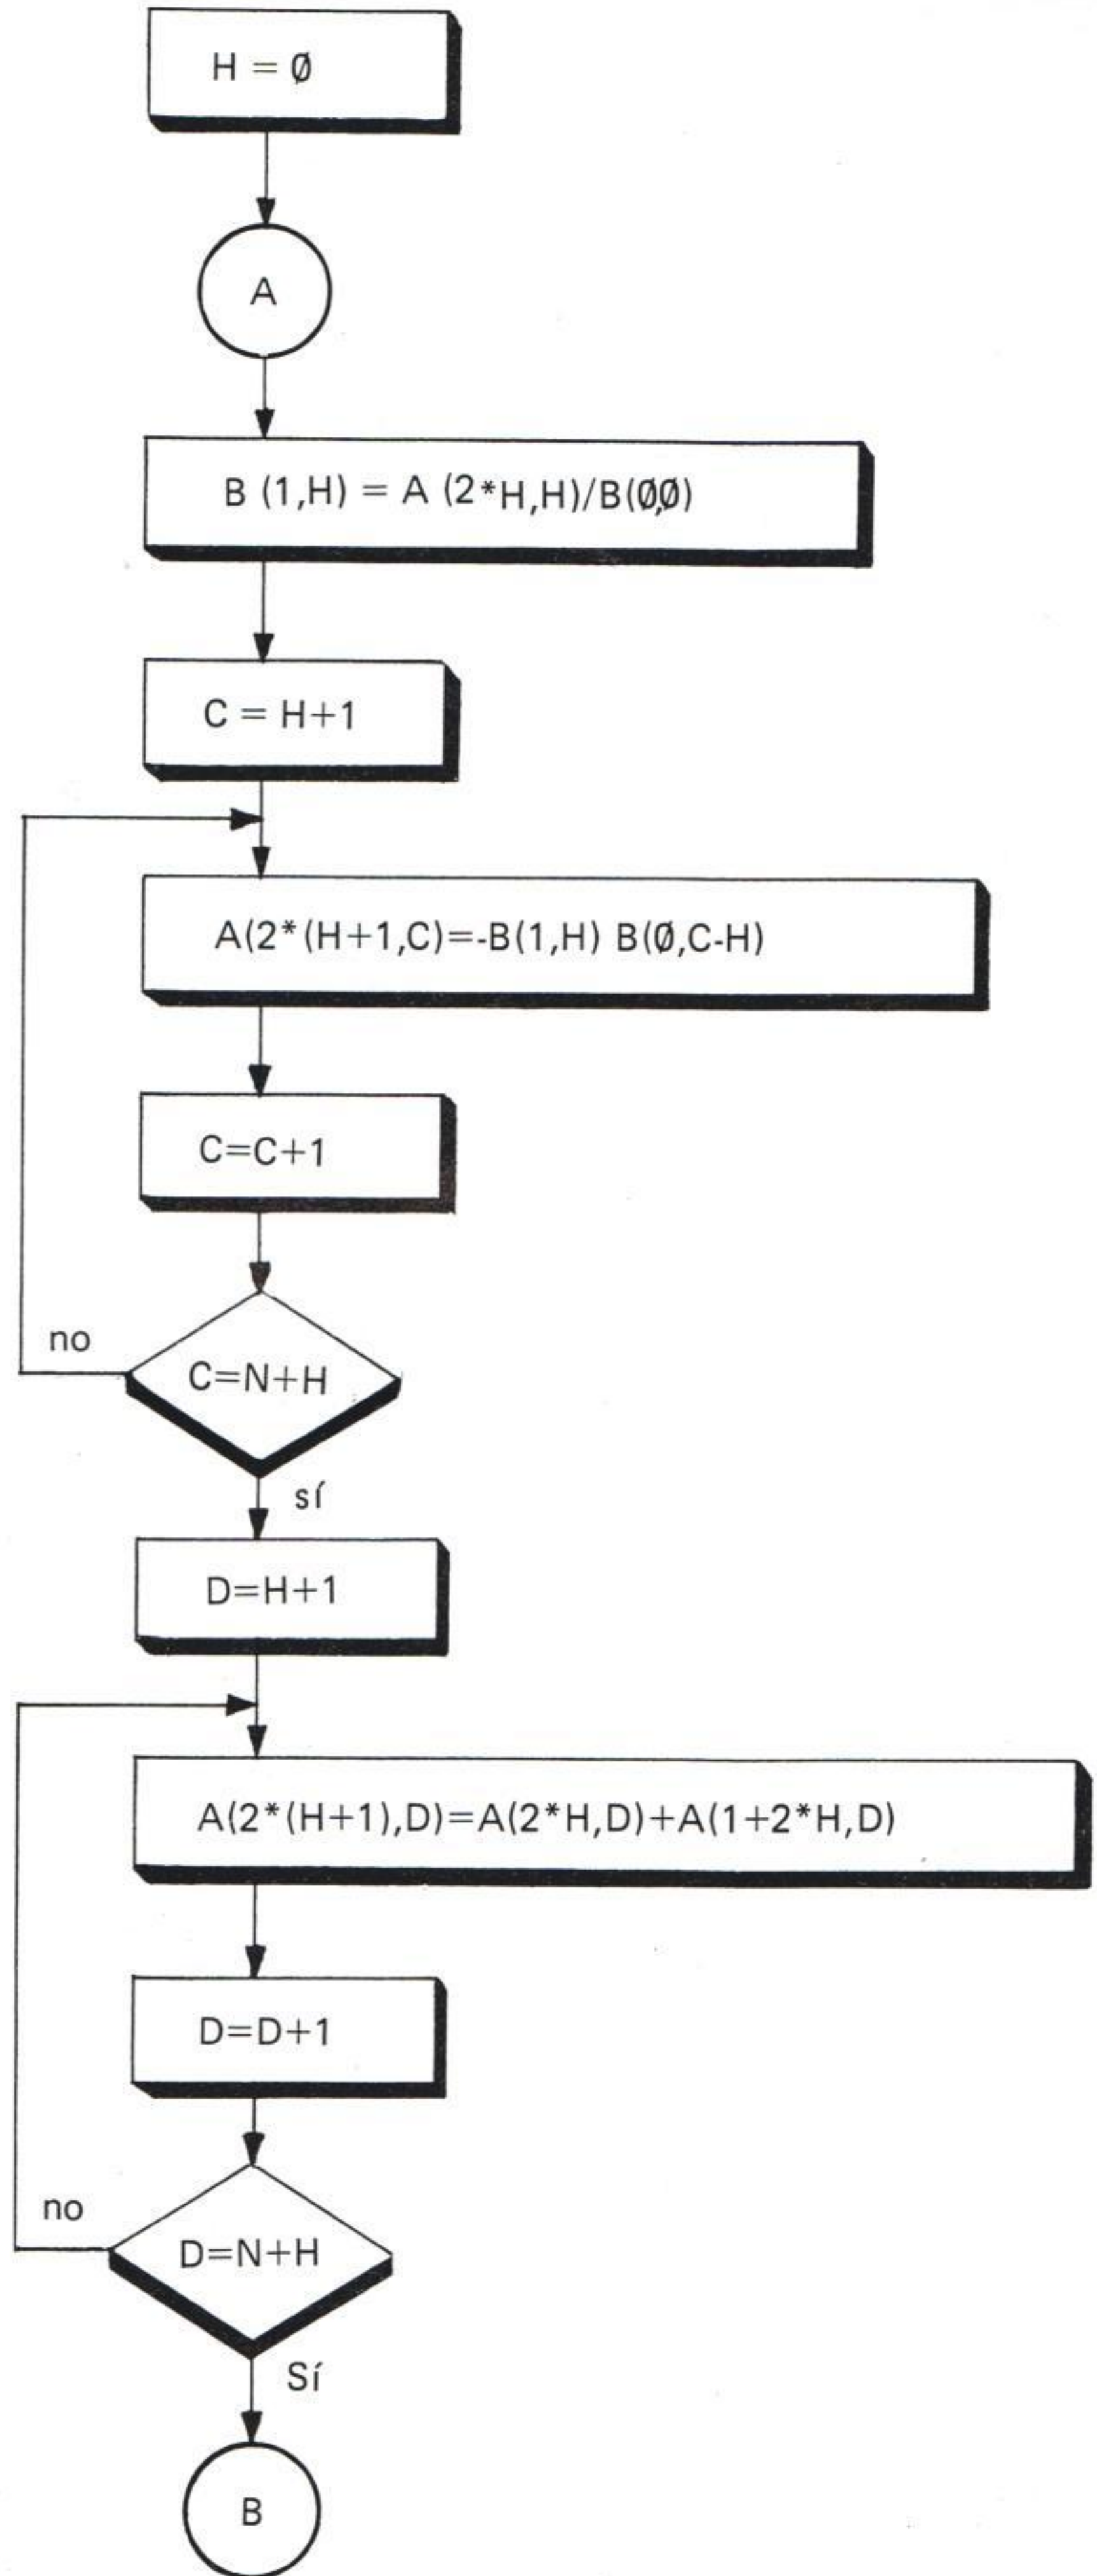 H = Ø
A
B (1,H) = A (2*H,H)/B(Ø,Ø)
C = H+1
A(2*(H+1,C)=-B(1,H) B(Ø,C-H)
C=C+1
no
C=N+H
sí
D=H+1
A(2*(H+1),D)=A(2*H,D)+A(1+2*H,D)
D=D+1
no
D=N+H
Sí
B